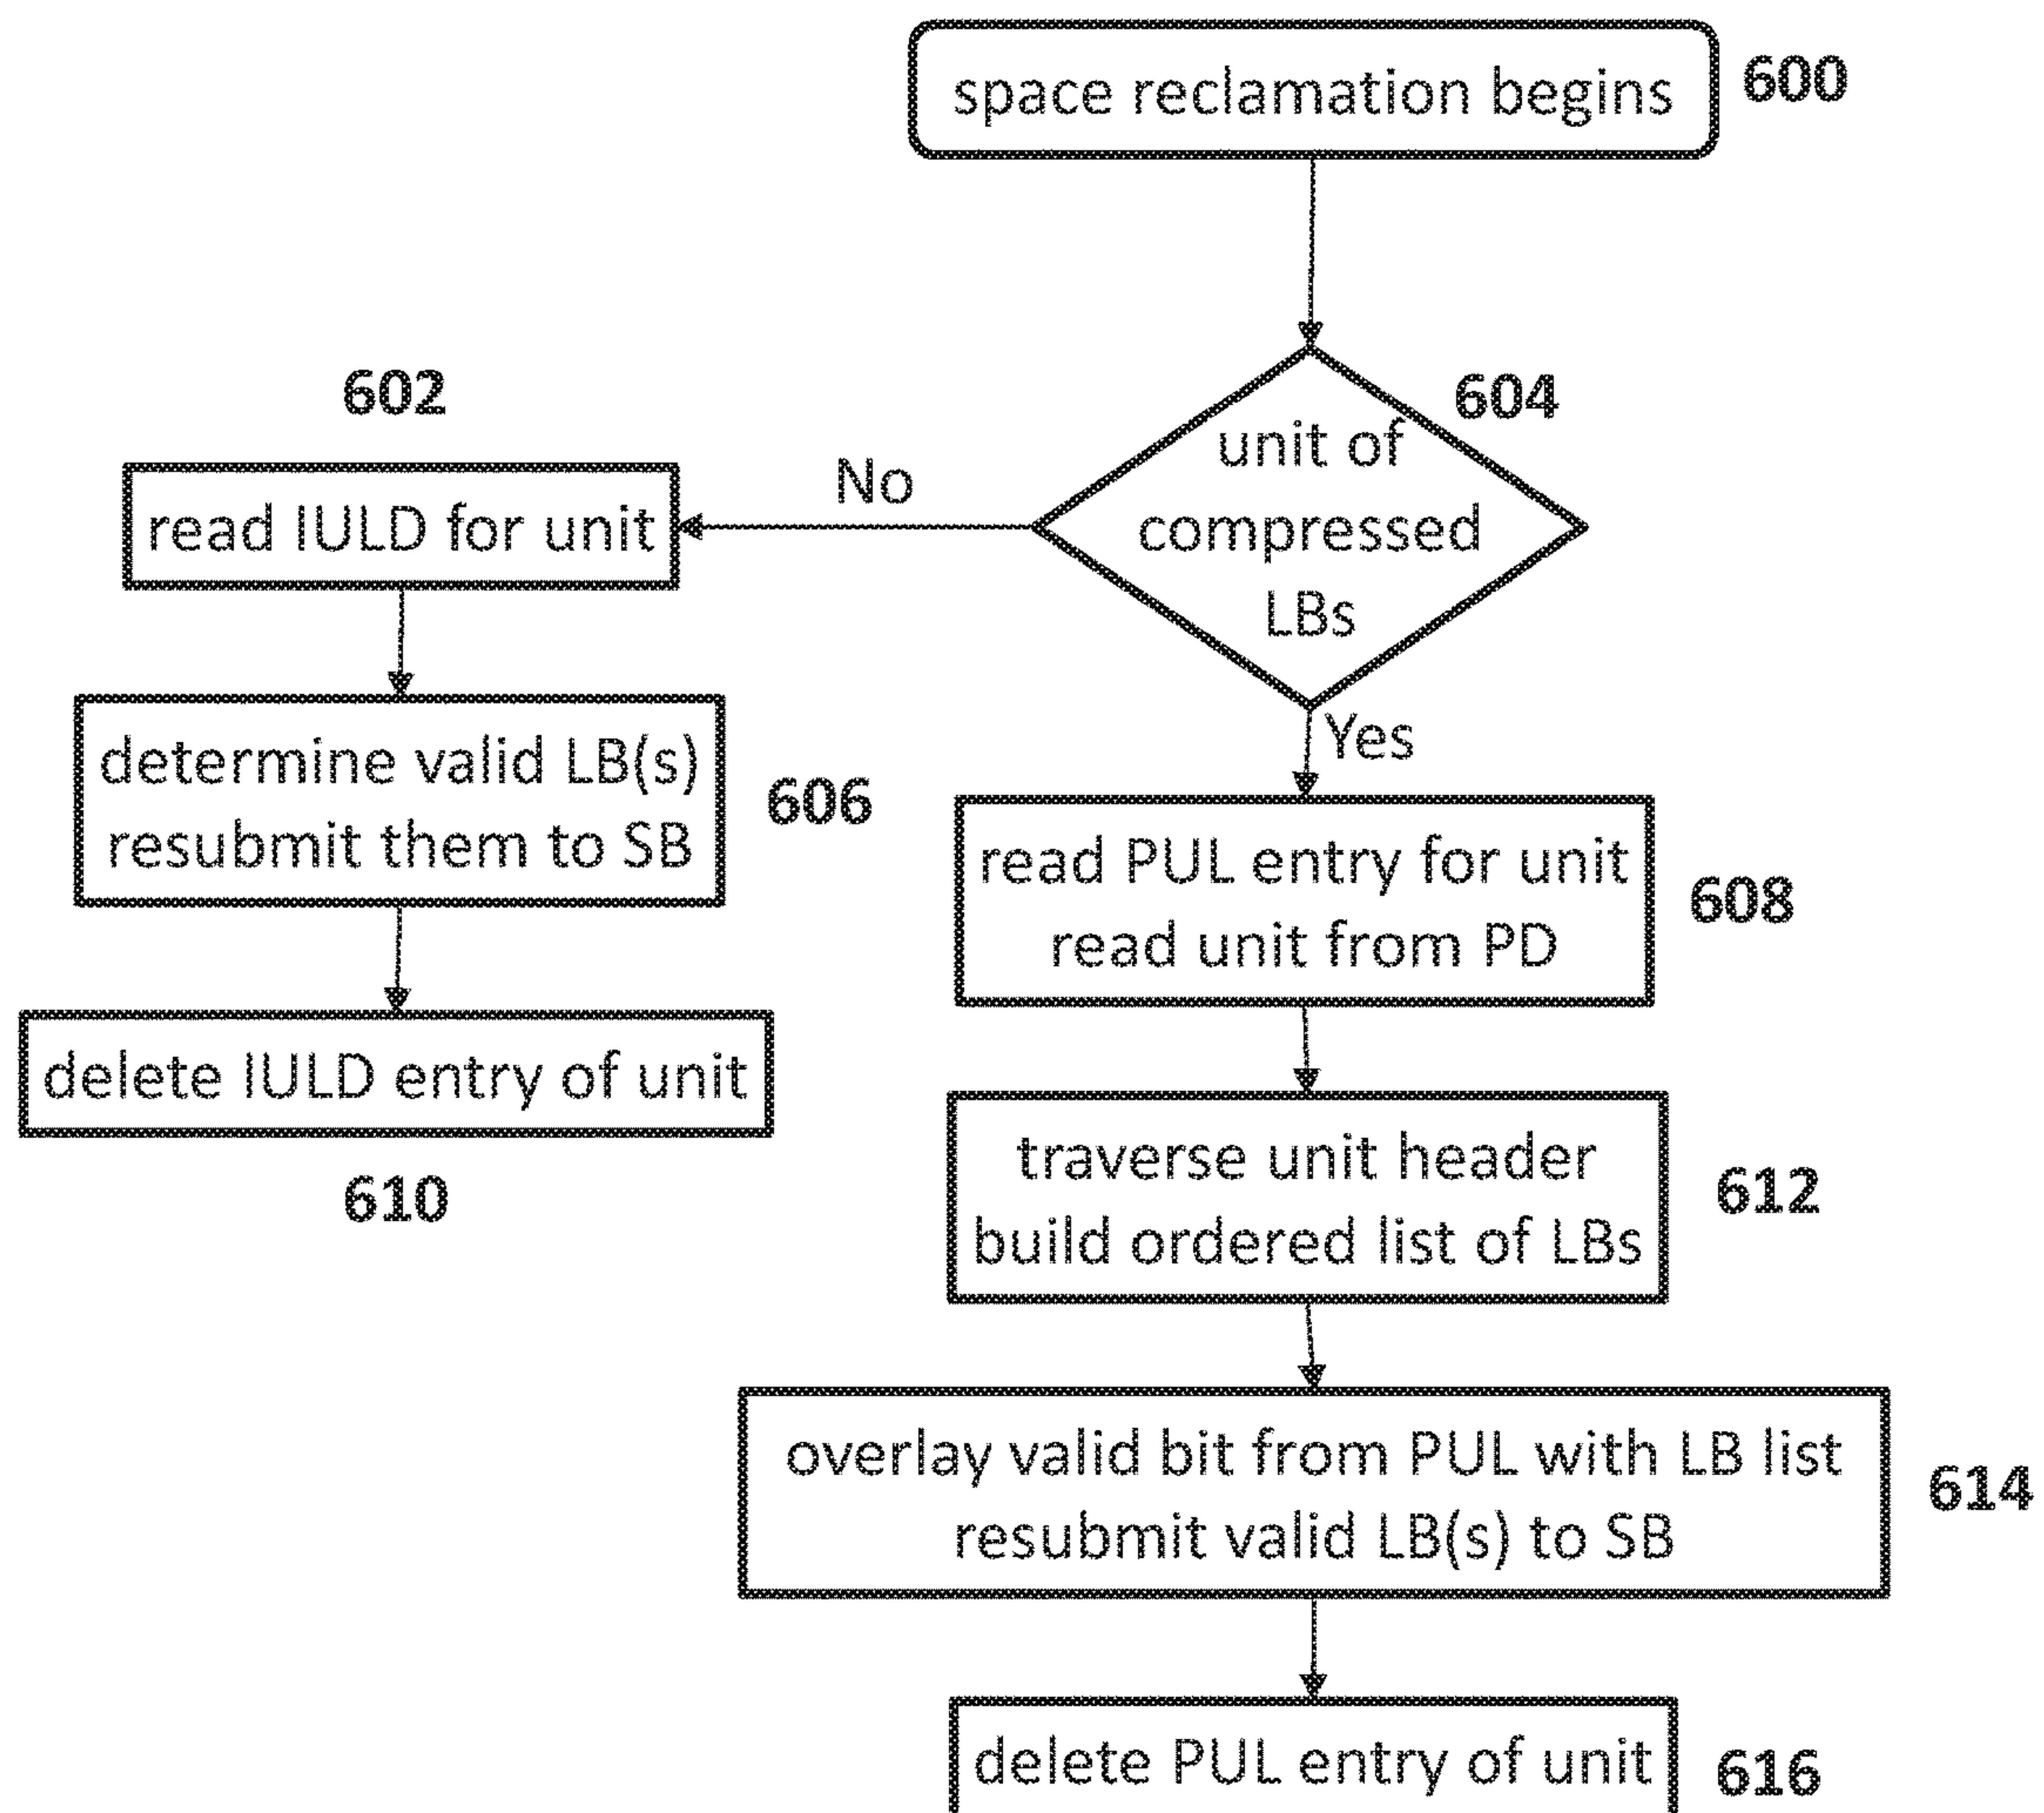 space reclamation begins
600
604
unit of
compressed
LBs
No
602
read IULD for unit
determine valid LB(s)
resubmit them to SB
606
delete IULD entry of unit
610
Yes
read PUL entry for unit
read unit from PD
608
traverse unit header
build ordered list of LBs
612
overlay valid bit from PUL with LB list
resubmit valid LB(s) to SB
614
delete PUL entry of unit
616